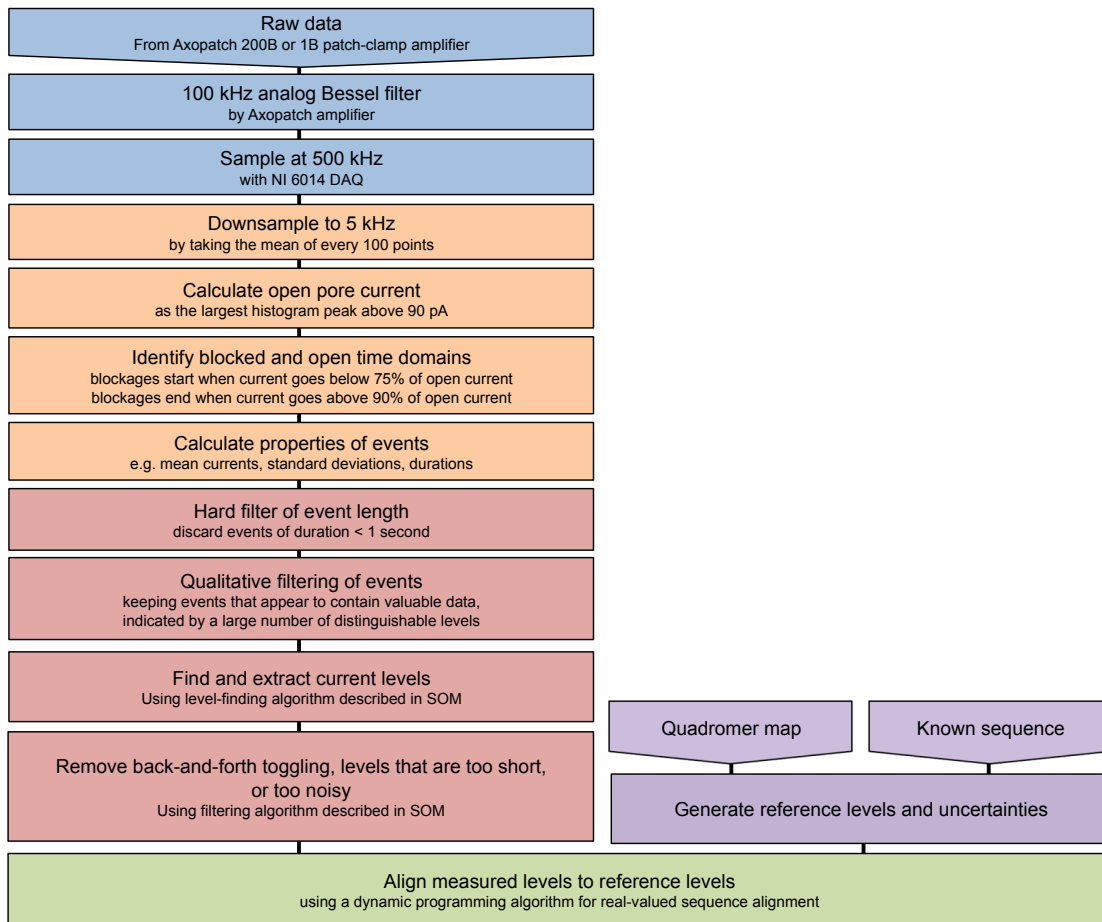 Raw data
From Axopatch 200B or 1B patch-clamp amplifier
100 kHz analog Bessel filter
by Axopatch amplifier
Sample at 500 kHz
with NI 6014 DAQ
Downsample to 5 kHz
by taking the mean of every 100 points
Calculate open pore current
as the largest histogram peak above 90 pA
Identify blocked and open time domains
blockages start when current goes below 75% of open current
blockages end when current goes above 90% of open current
Calculate properties of events
e.g. mean currents, standard deviations, durations
Hard filter of event length
discard events of duration < 1 second
Qualitative filtering of events
keeping events that appear to contain valuable data,
indicated by a large number of distinguishable levels
Find and extract current levels
Using level-finding algorithm described in SOM
Remove back-and-forth toggling, levels that are too short,
or too noisy
Using filtering algorithm described in SOM
Quadromer map
Known sequence
Generate reference levels and uncertainties
Align measured levels to reference levels
using a dynamic programming algorithm for real-valued sequence alignment